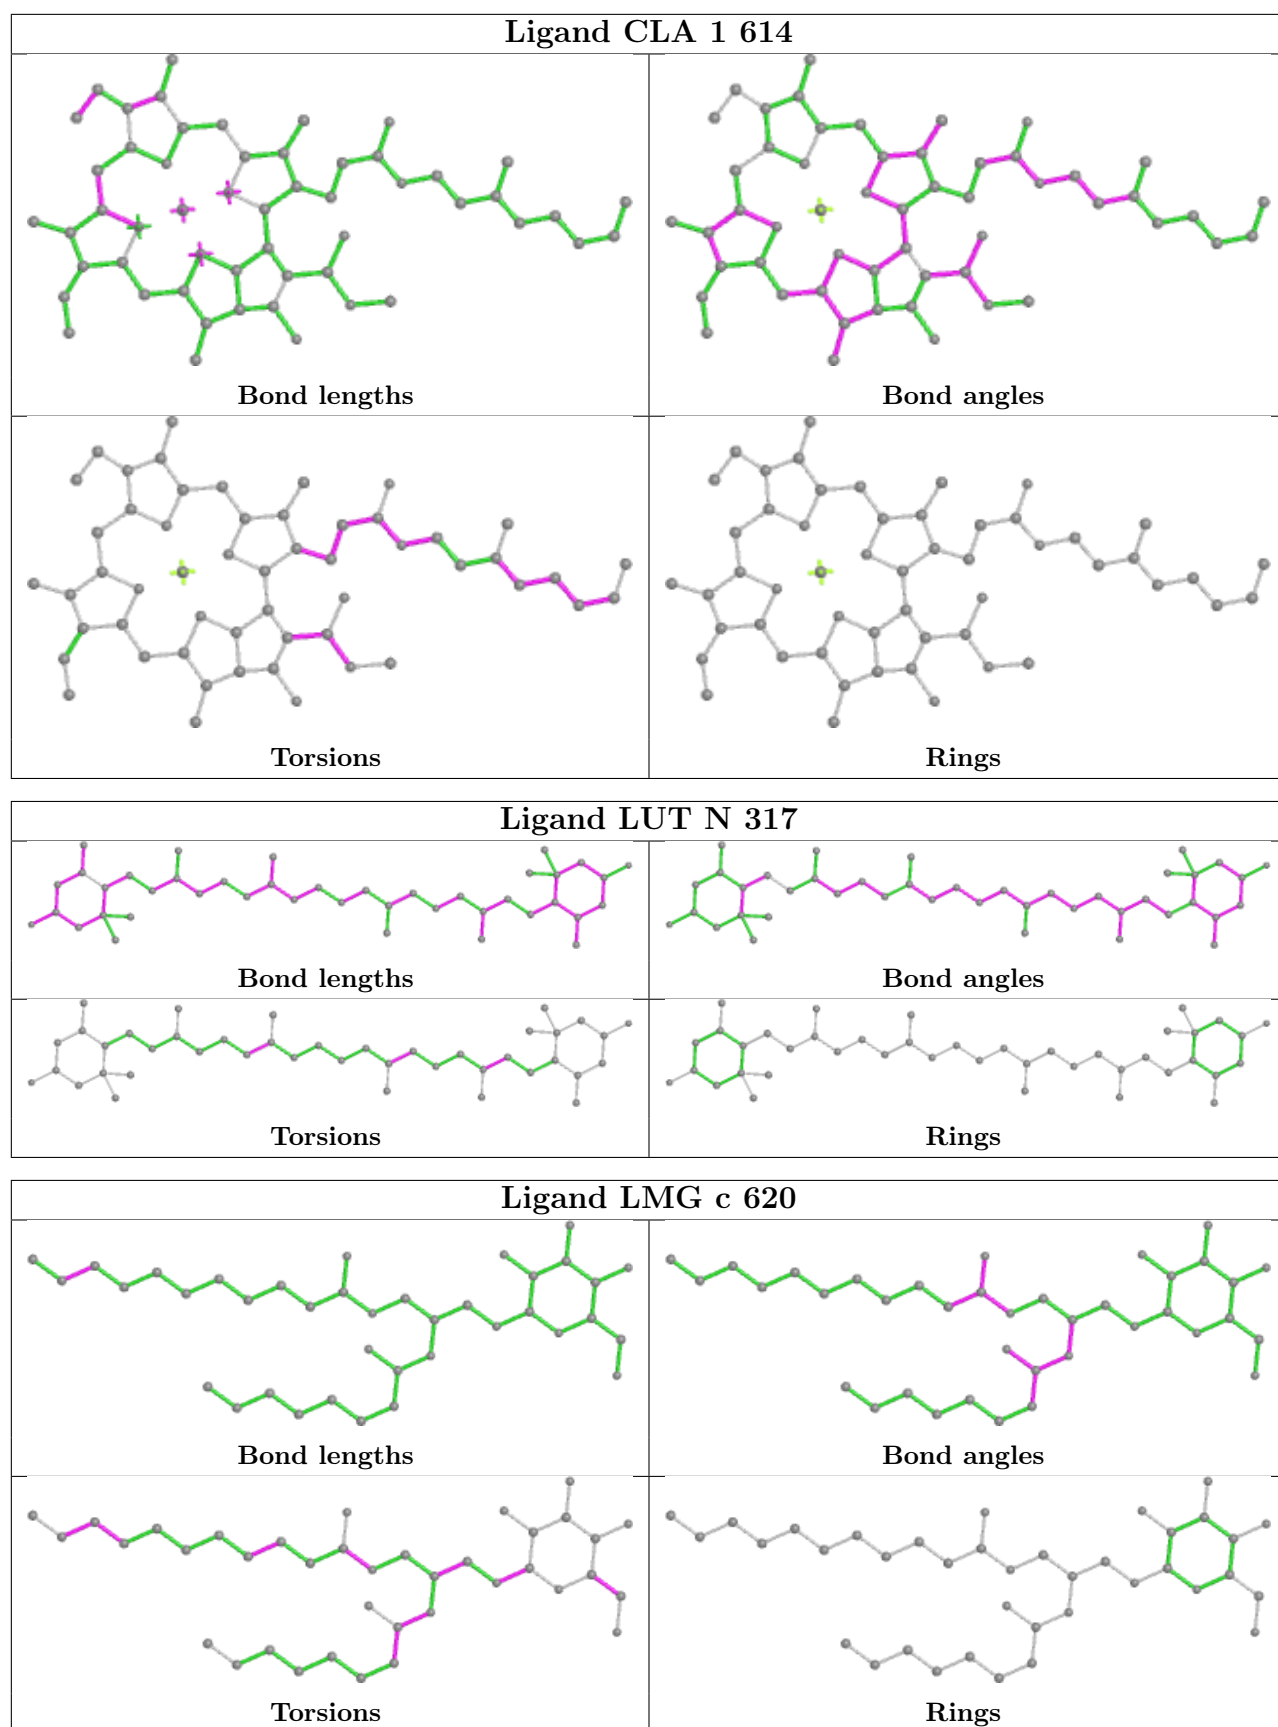 Ligand CLA 1 614
Bond lengths
Bond angles
Torsions
Rings
Ligand LUT N 317
Bond lengths
Bond angles
Torsions
Rings
Ligand LMG c 620
Bond lengths
Bond angles
Torsions
Rings